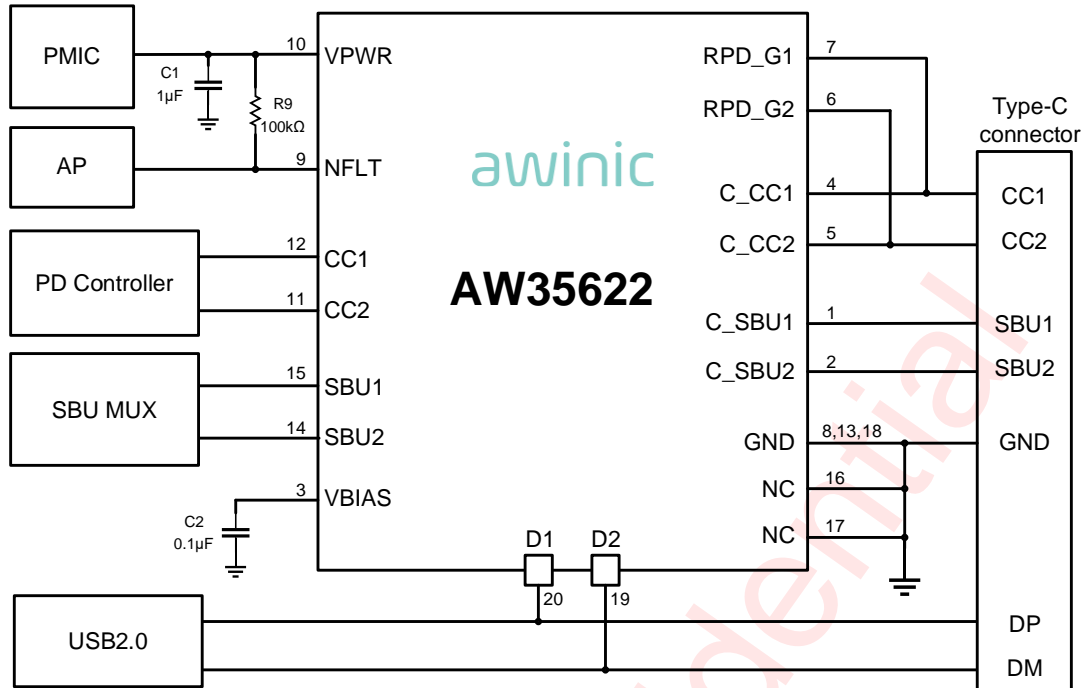 PMIC
C1
1μF
R9
100kΩ
10
VPWR
AP
9
NFLT
PD Controller
12
CC1
11
CC2
SBU MUX
15
SBU1
14
SBU2
3
VBIAS
C2
0.1μF
USB2.0
awinic
AW35622
D1
D2
20
19
RPD_G1
7
RPD_G2
6
C_CC1
4
C_CC2
5
C_SBU1
1
C_SBU2
2
GND
8,13,18
NC
16
NC
17
Type-C
connector
CC1
CC2
SBU1
SBU2
GND
DP
DM
dential